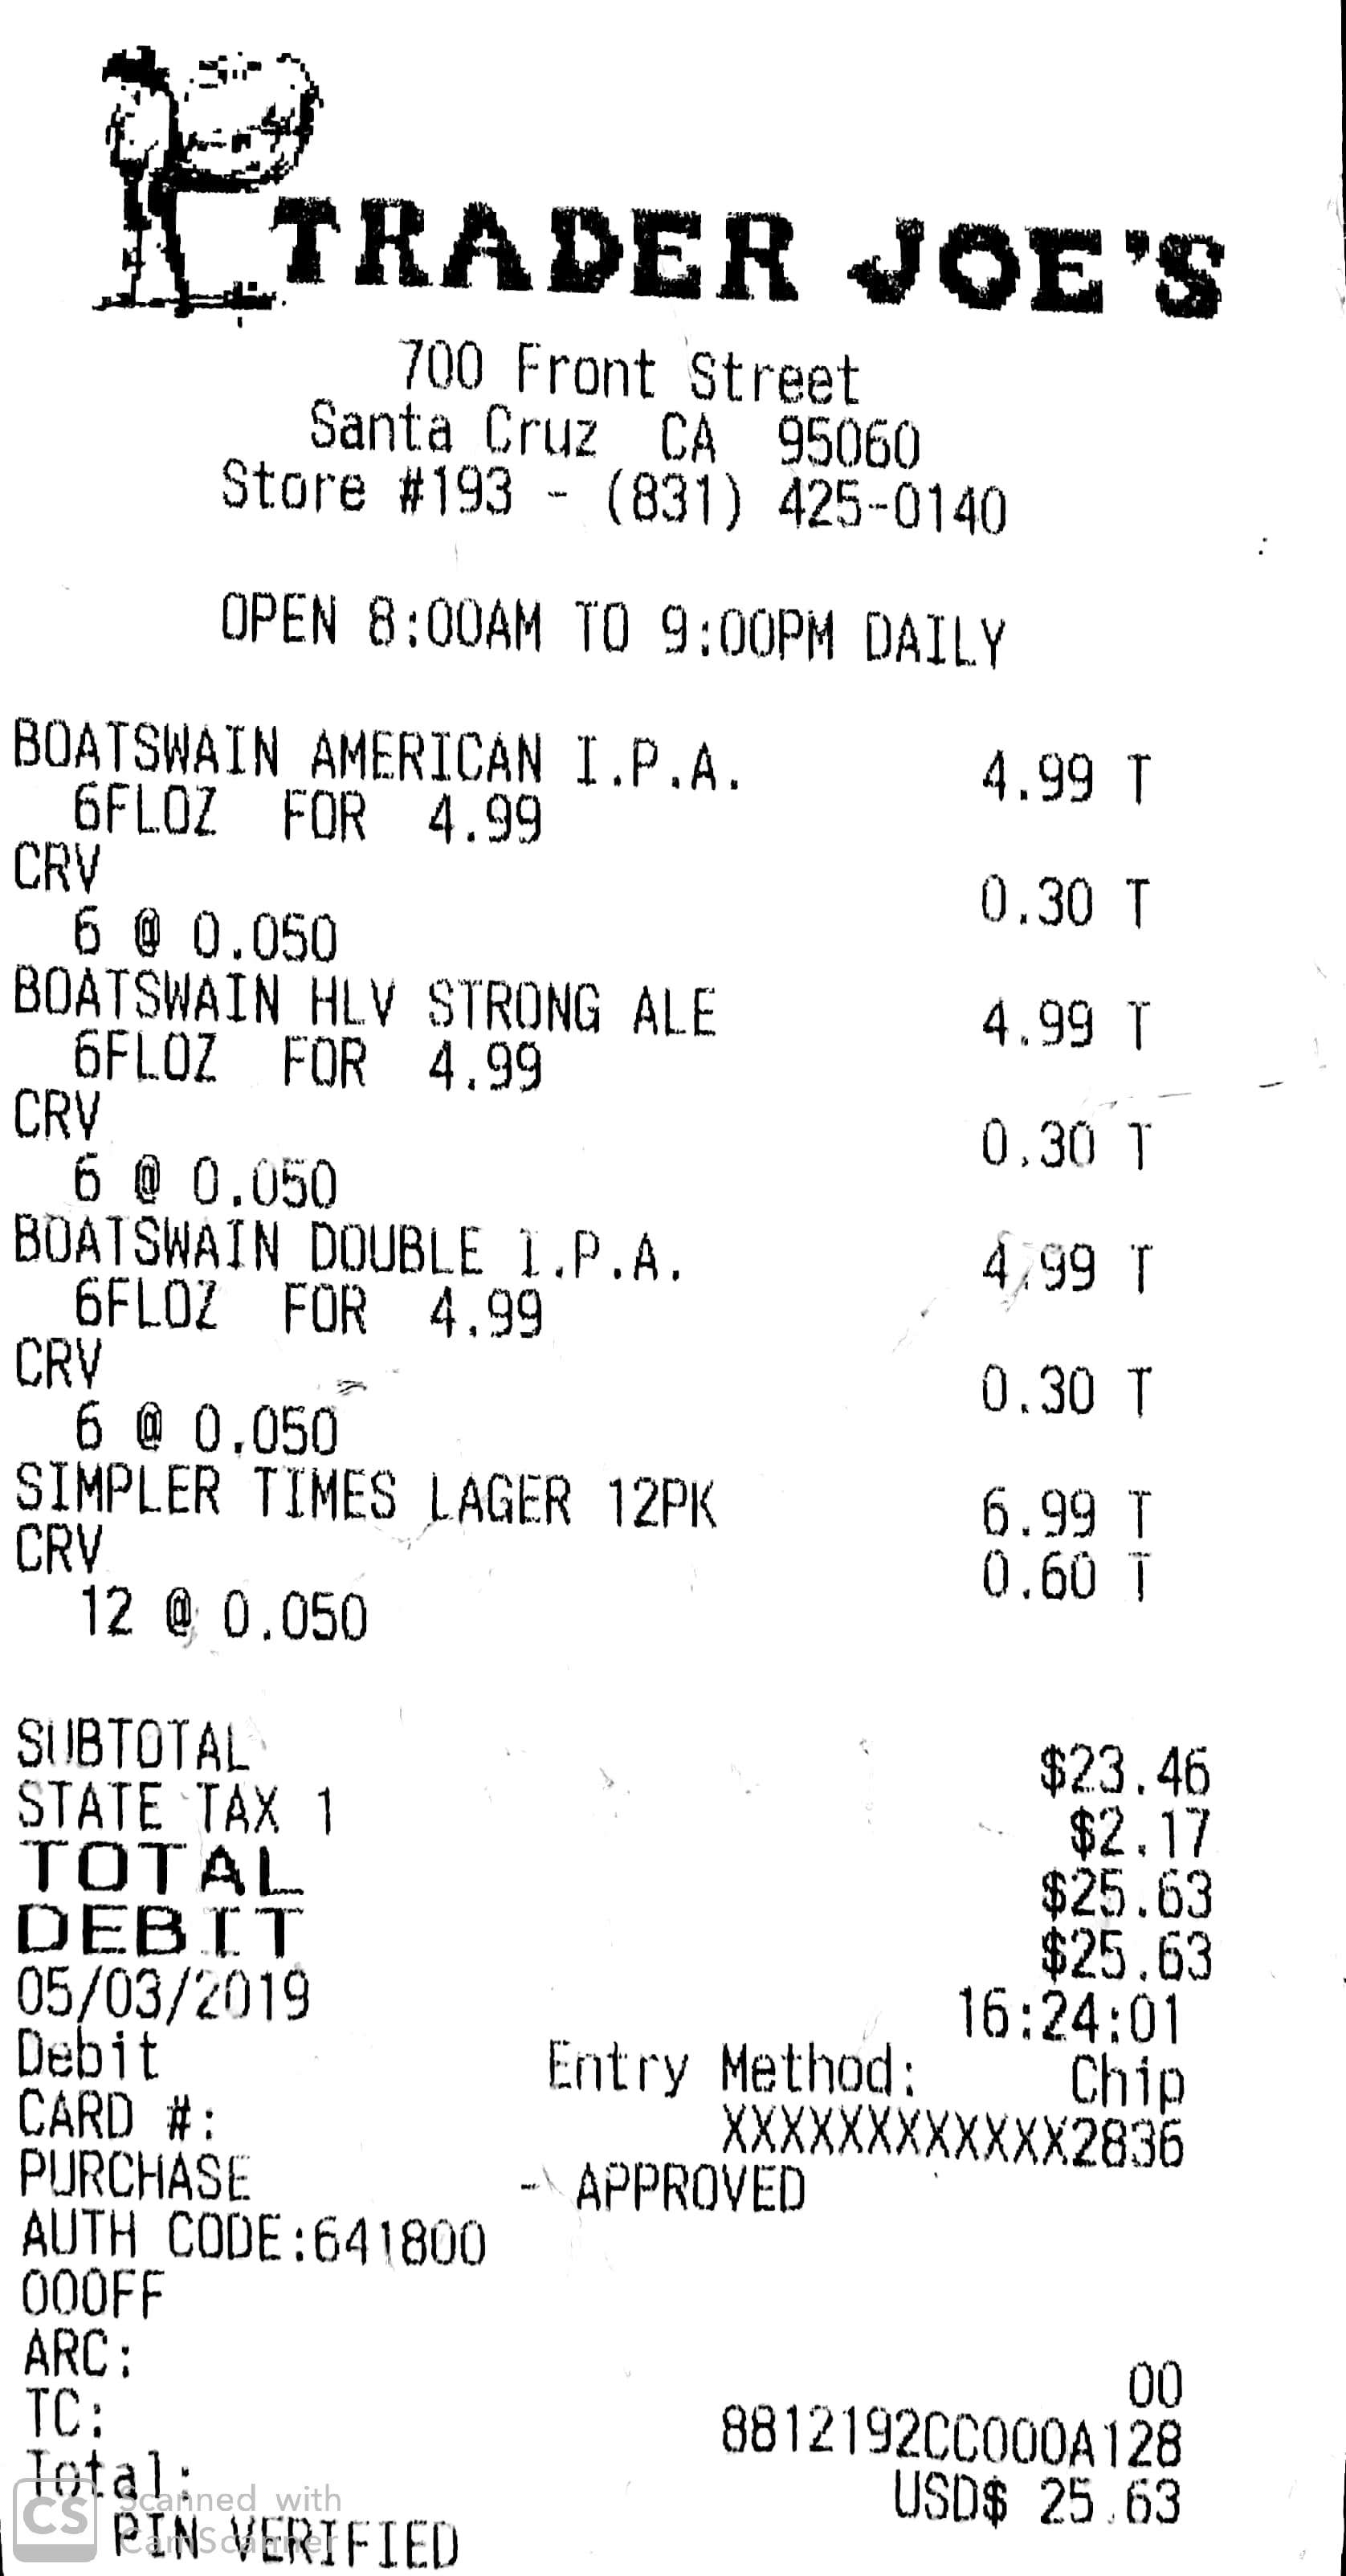 TRADER JOE'S
700 Front Street
Santa Cruz CA 95060
Store #193 - (831) 425-0140
OPEN 8:00AM TO 9:00PM DAILY
BOATSWAIN AMERICAN I.P.A. 4.99 T
6FLOZ FOR 4.99
CRV 0.30 T
6 @ 0.050
BOATSWAIN HLV STRONG ALE 4.99 T
6FLOZ FOR 4.99
CRV 0.30 T
6 @ 0.050
BOATSWAIN DOUBLE I.P.A. 4.99 T
6FLOZ FOR 4.99
CRV 0.30 T
6 @ 0.050
SIMPLER TIMES LAGER 12PK 6.99 T
CRV 0.60 T
12 @ 0.050
SUBTOTAL $23.46
STATE TAX 1 $2.17
TOTAL $25.63
DEBIT $25.63
05/03/2019 16:24:01
Debit Entry Method: Chip
CARD #: XXXXXXXXXXXX2836
PURCHASE - APPROVED
AUTH CODE:641800
000FF
ARC: 00
TC: 8812192CC000A128
Total: USD$ 25.63
PIN VERIFIED
CS Scanned with
CamScanner